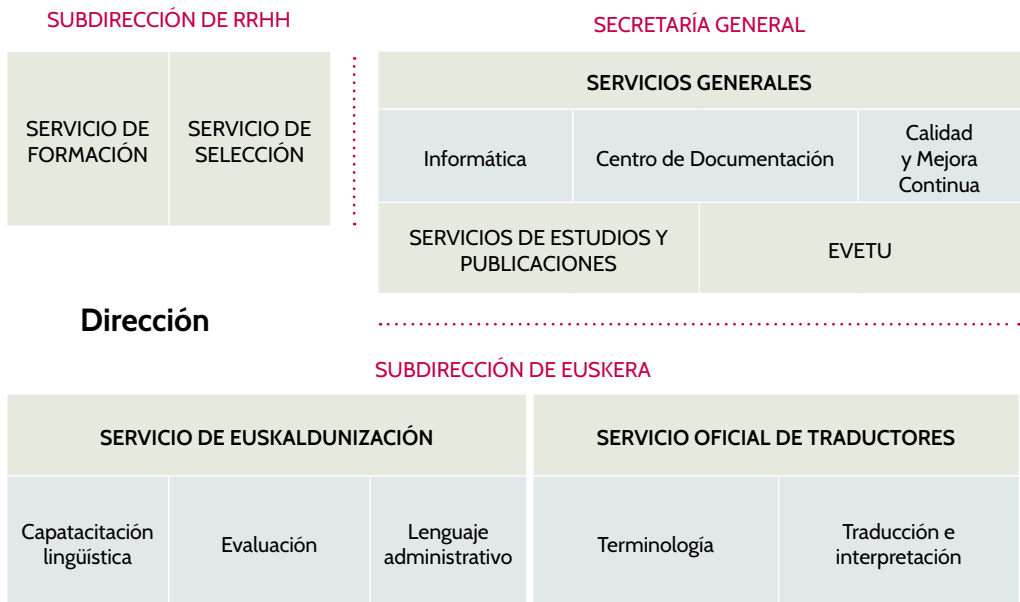 SUBDIRECCIÓN DE RRHH
SERVICIO DE
FORMACIÓN
SERVICIO DE
SELECCIÓN
SECRETARÍA GENERAL
SERVICIOS GENERALES
Informática
Centro de Documentación
Calidad
y Mejora
Continua
SERVICIOS DE ESTUDIOS Y
PUBLICACIONES
EVETU
Dirección
SUBDIRECCIÓN DE EUSKERA
SERVICIO DE EUSKALDUNIZACIÓN
Capatacitación
lingüística
Evaluación
Lenguaje
administrativo
SERVICIO OFICIAL DE TRADUCTORES
Terminología
Traducción e
interpretación